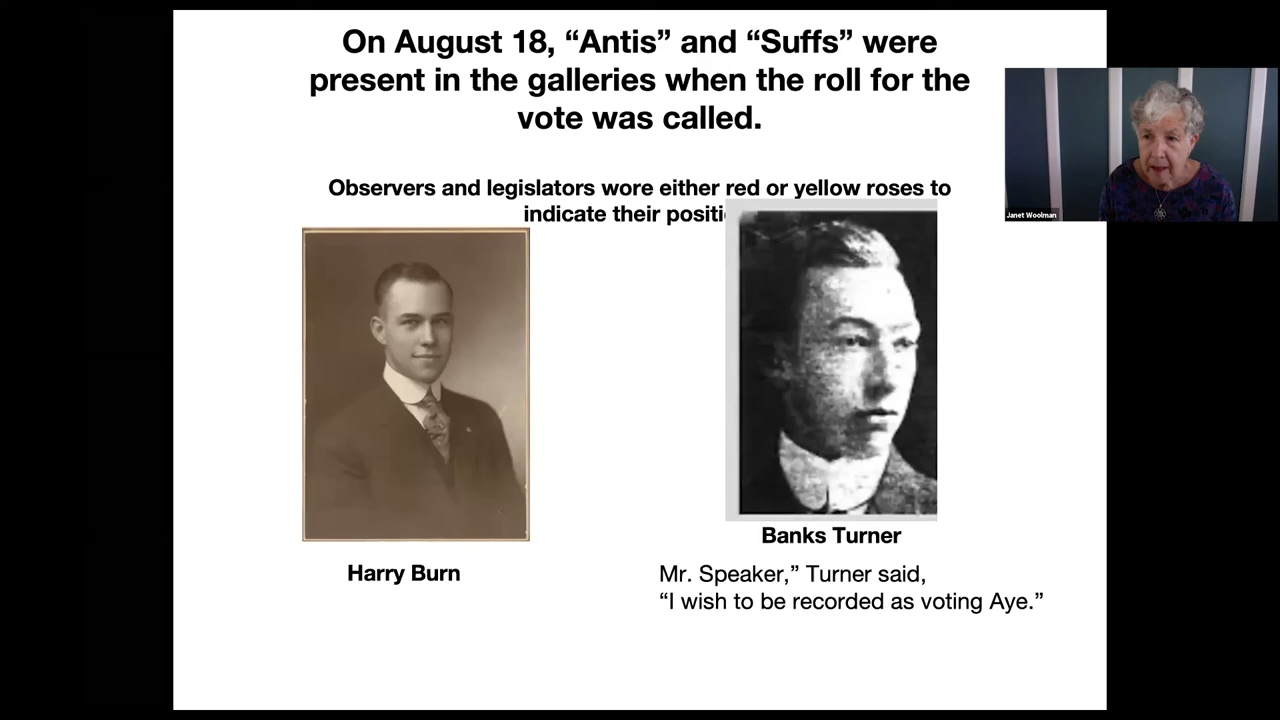 On August 18, “Antis” and “Suffs” were
present in the galleries when the roll for the
vote was called.
Observers and legislators wore either red or yellow roses to
indicate their
Janet Woolman
Banks Turner
Harry Burn
Mr. Speaker,” Turner said,
“I wish to be recorded as voting Aye.”